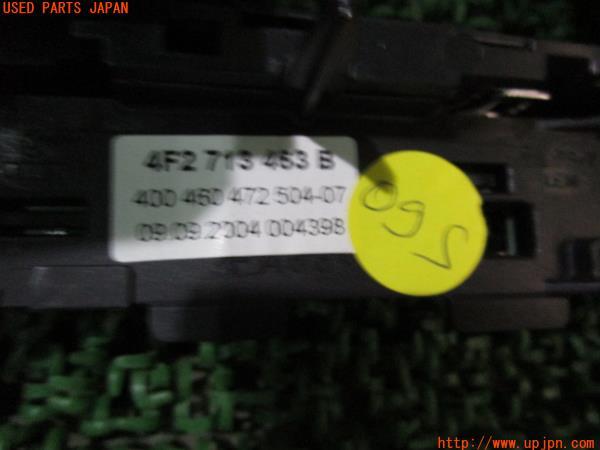 USED PARTS JAPAN
4F2 713 463 B
400 460 472 504-07
09.09.2004 004398
http://www.upjpn.com/